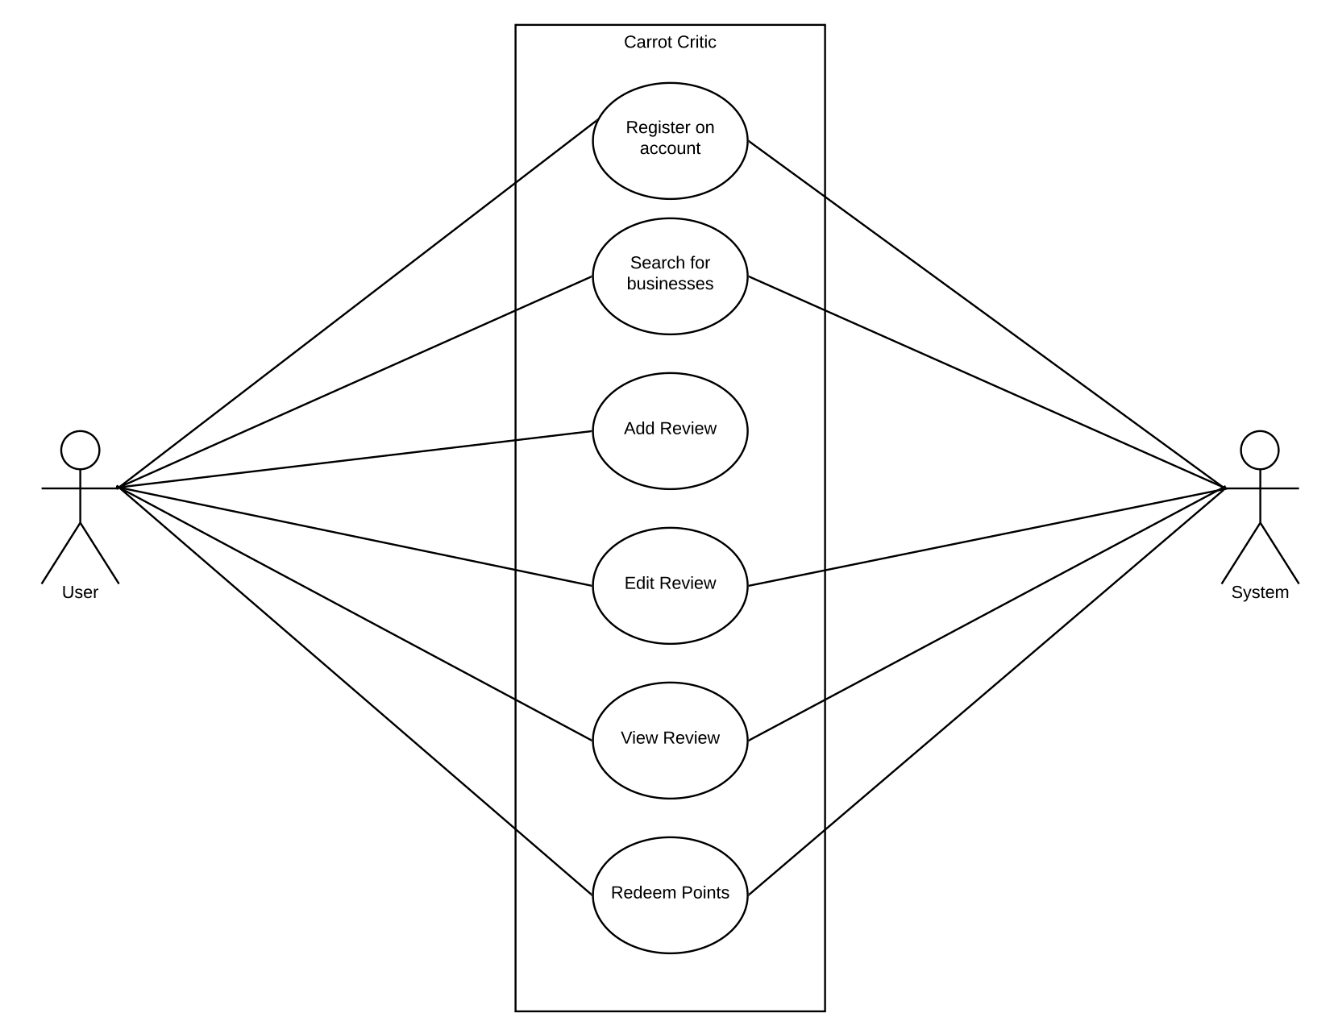 Carrot Critic
Register on
account
Search for
businesses
Add Review
Edit Review
User
System
View Review
Redeem Points